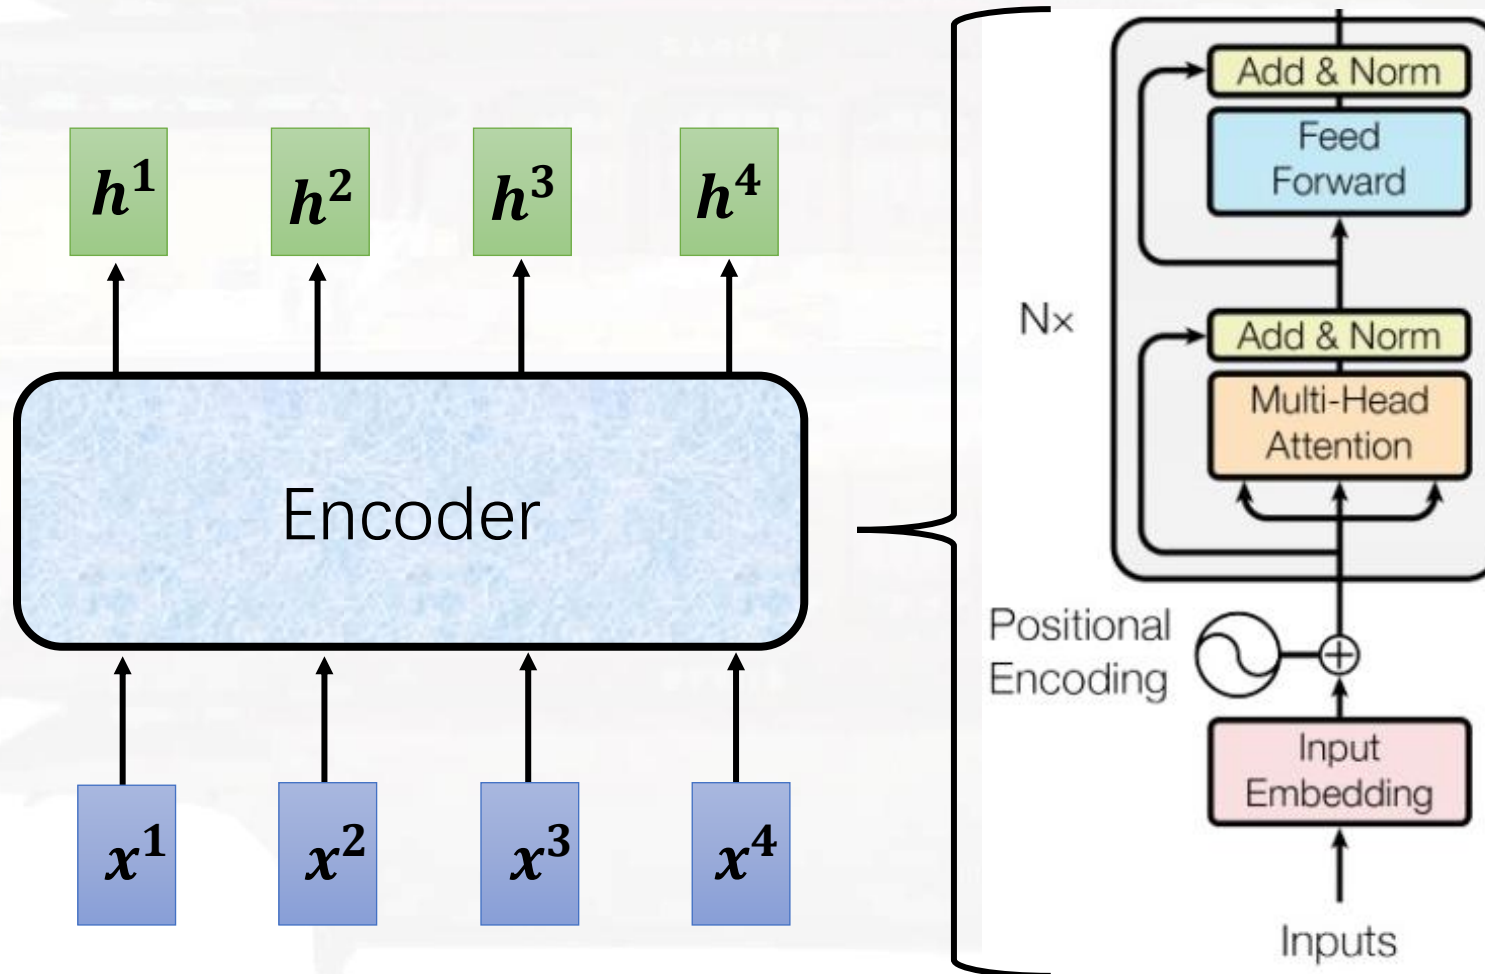 h¹ h² h³ h⁴
Encoder
x¹ x² x³ x⁴
Add & Norm
Feed
Forward
N×
Add & Norm
Multi-Head
Attention
Positional
Encoding
Input
Embedding
Inputs